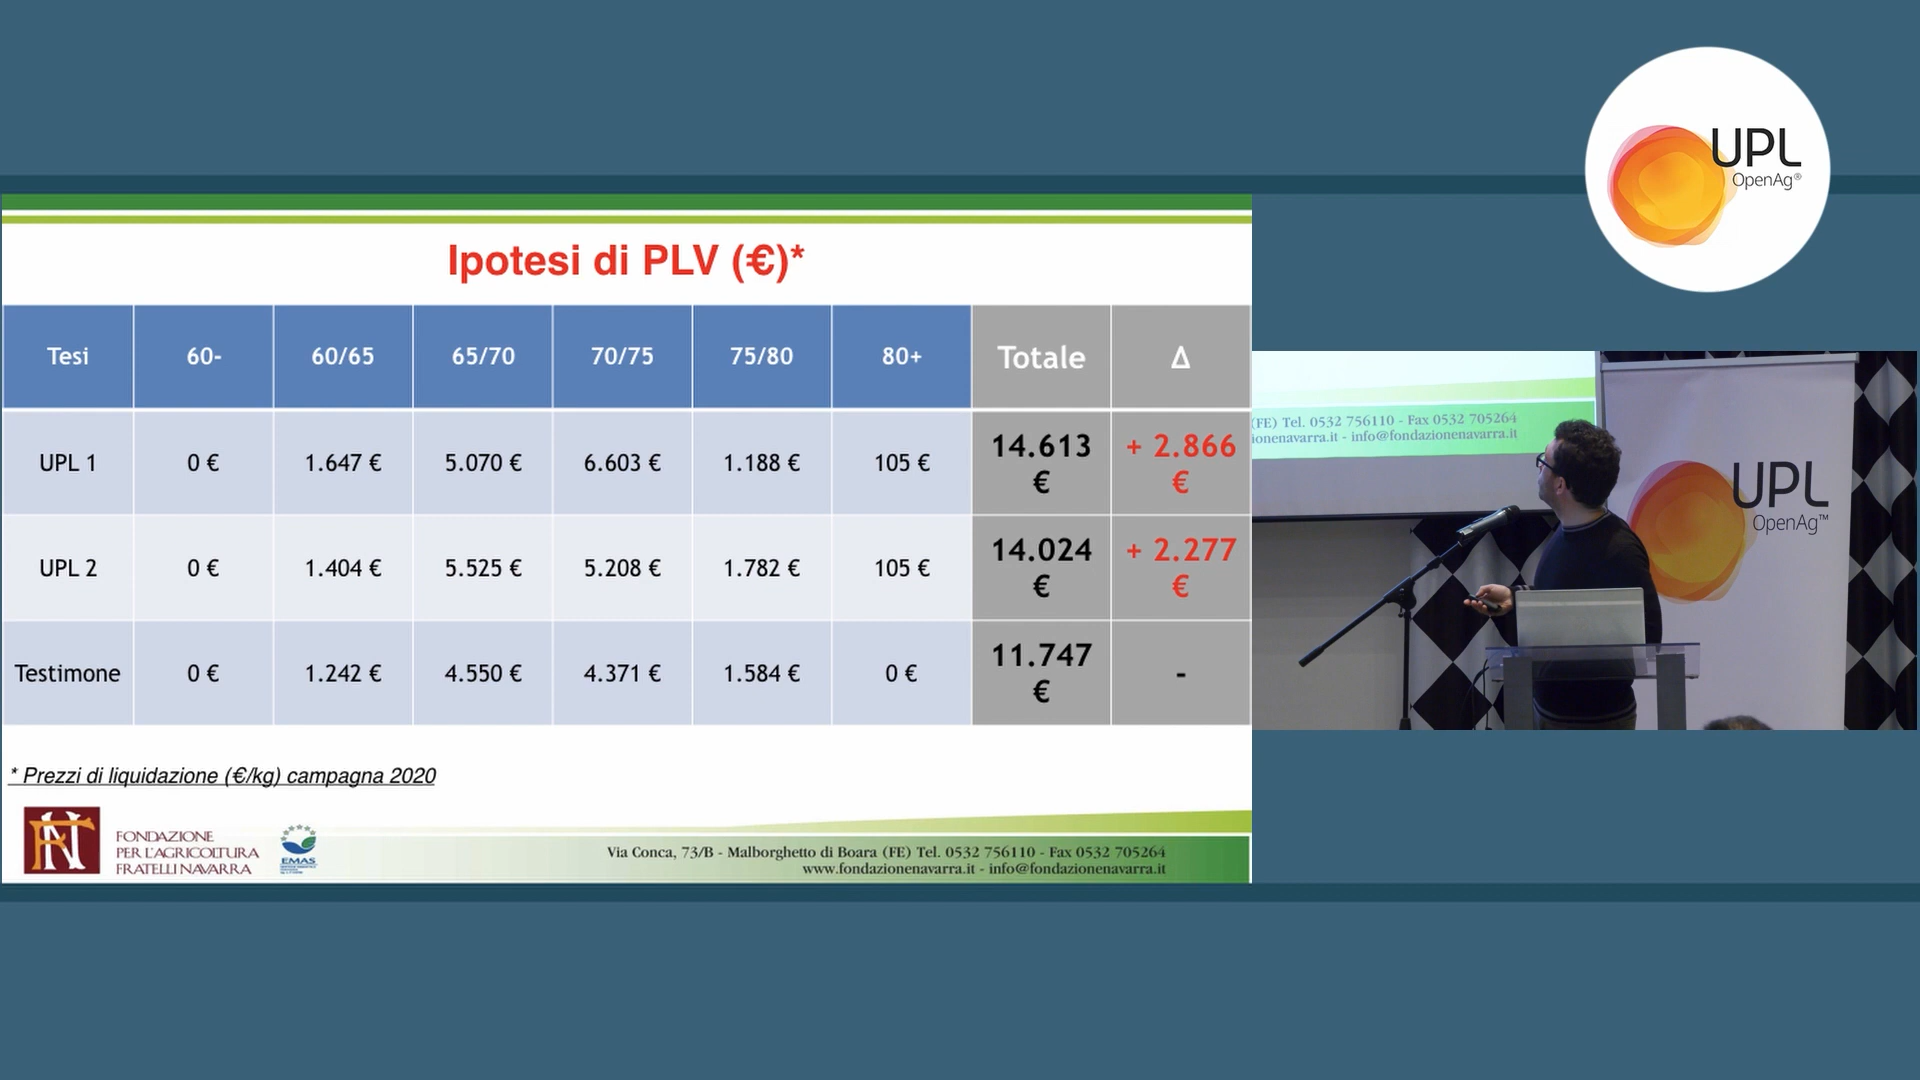 UPL
OpenAg®
Ipotesi di PLV (€)*
Tesi 60- 60/65 65/70 70/75 75/80 80+ Totale Δ
UPL 1 0 € 1.647 € 5.070 € 6.603 € 1.188 € 105 € 14.613 € + 2.866 €
UPL 2 0 € 1.404 € 5.525 € 5.208 € 1.782 € 105 € 14.024 € + 2.277 €
Testimone 0 € 1.242 € 4.550 € 4.371 € 1.584 € 0 € 11.747 € -
* Prezzi di liquidazione (€/kg) campagna 2020
FONDAZIONE
PER L'AGRICOLTURA
FRATELLI NAVARRA
EMAS
Via Conca, 73/B - Malborghetto di Boara (FE) Tel. 0532 756110 - Fax 0532 705264
www.fondazionenavarra.it - info@fondazionenavarra.it
(FE) Tel. 0532 756110 - Fax 0532 705264
ionenavarra.it - info@fondazionenavarra.it
UPL
OpenAg™